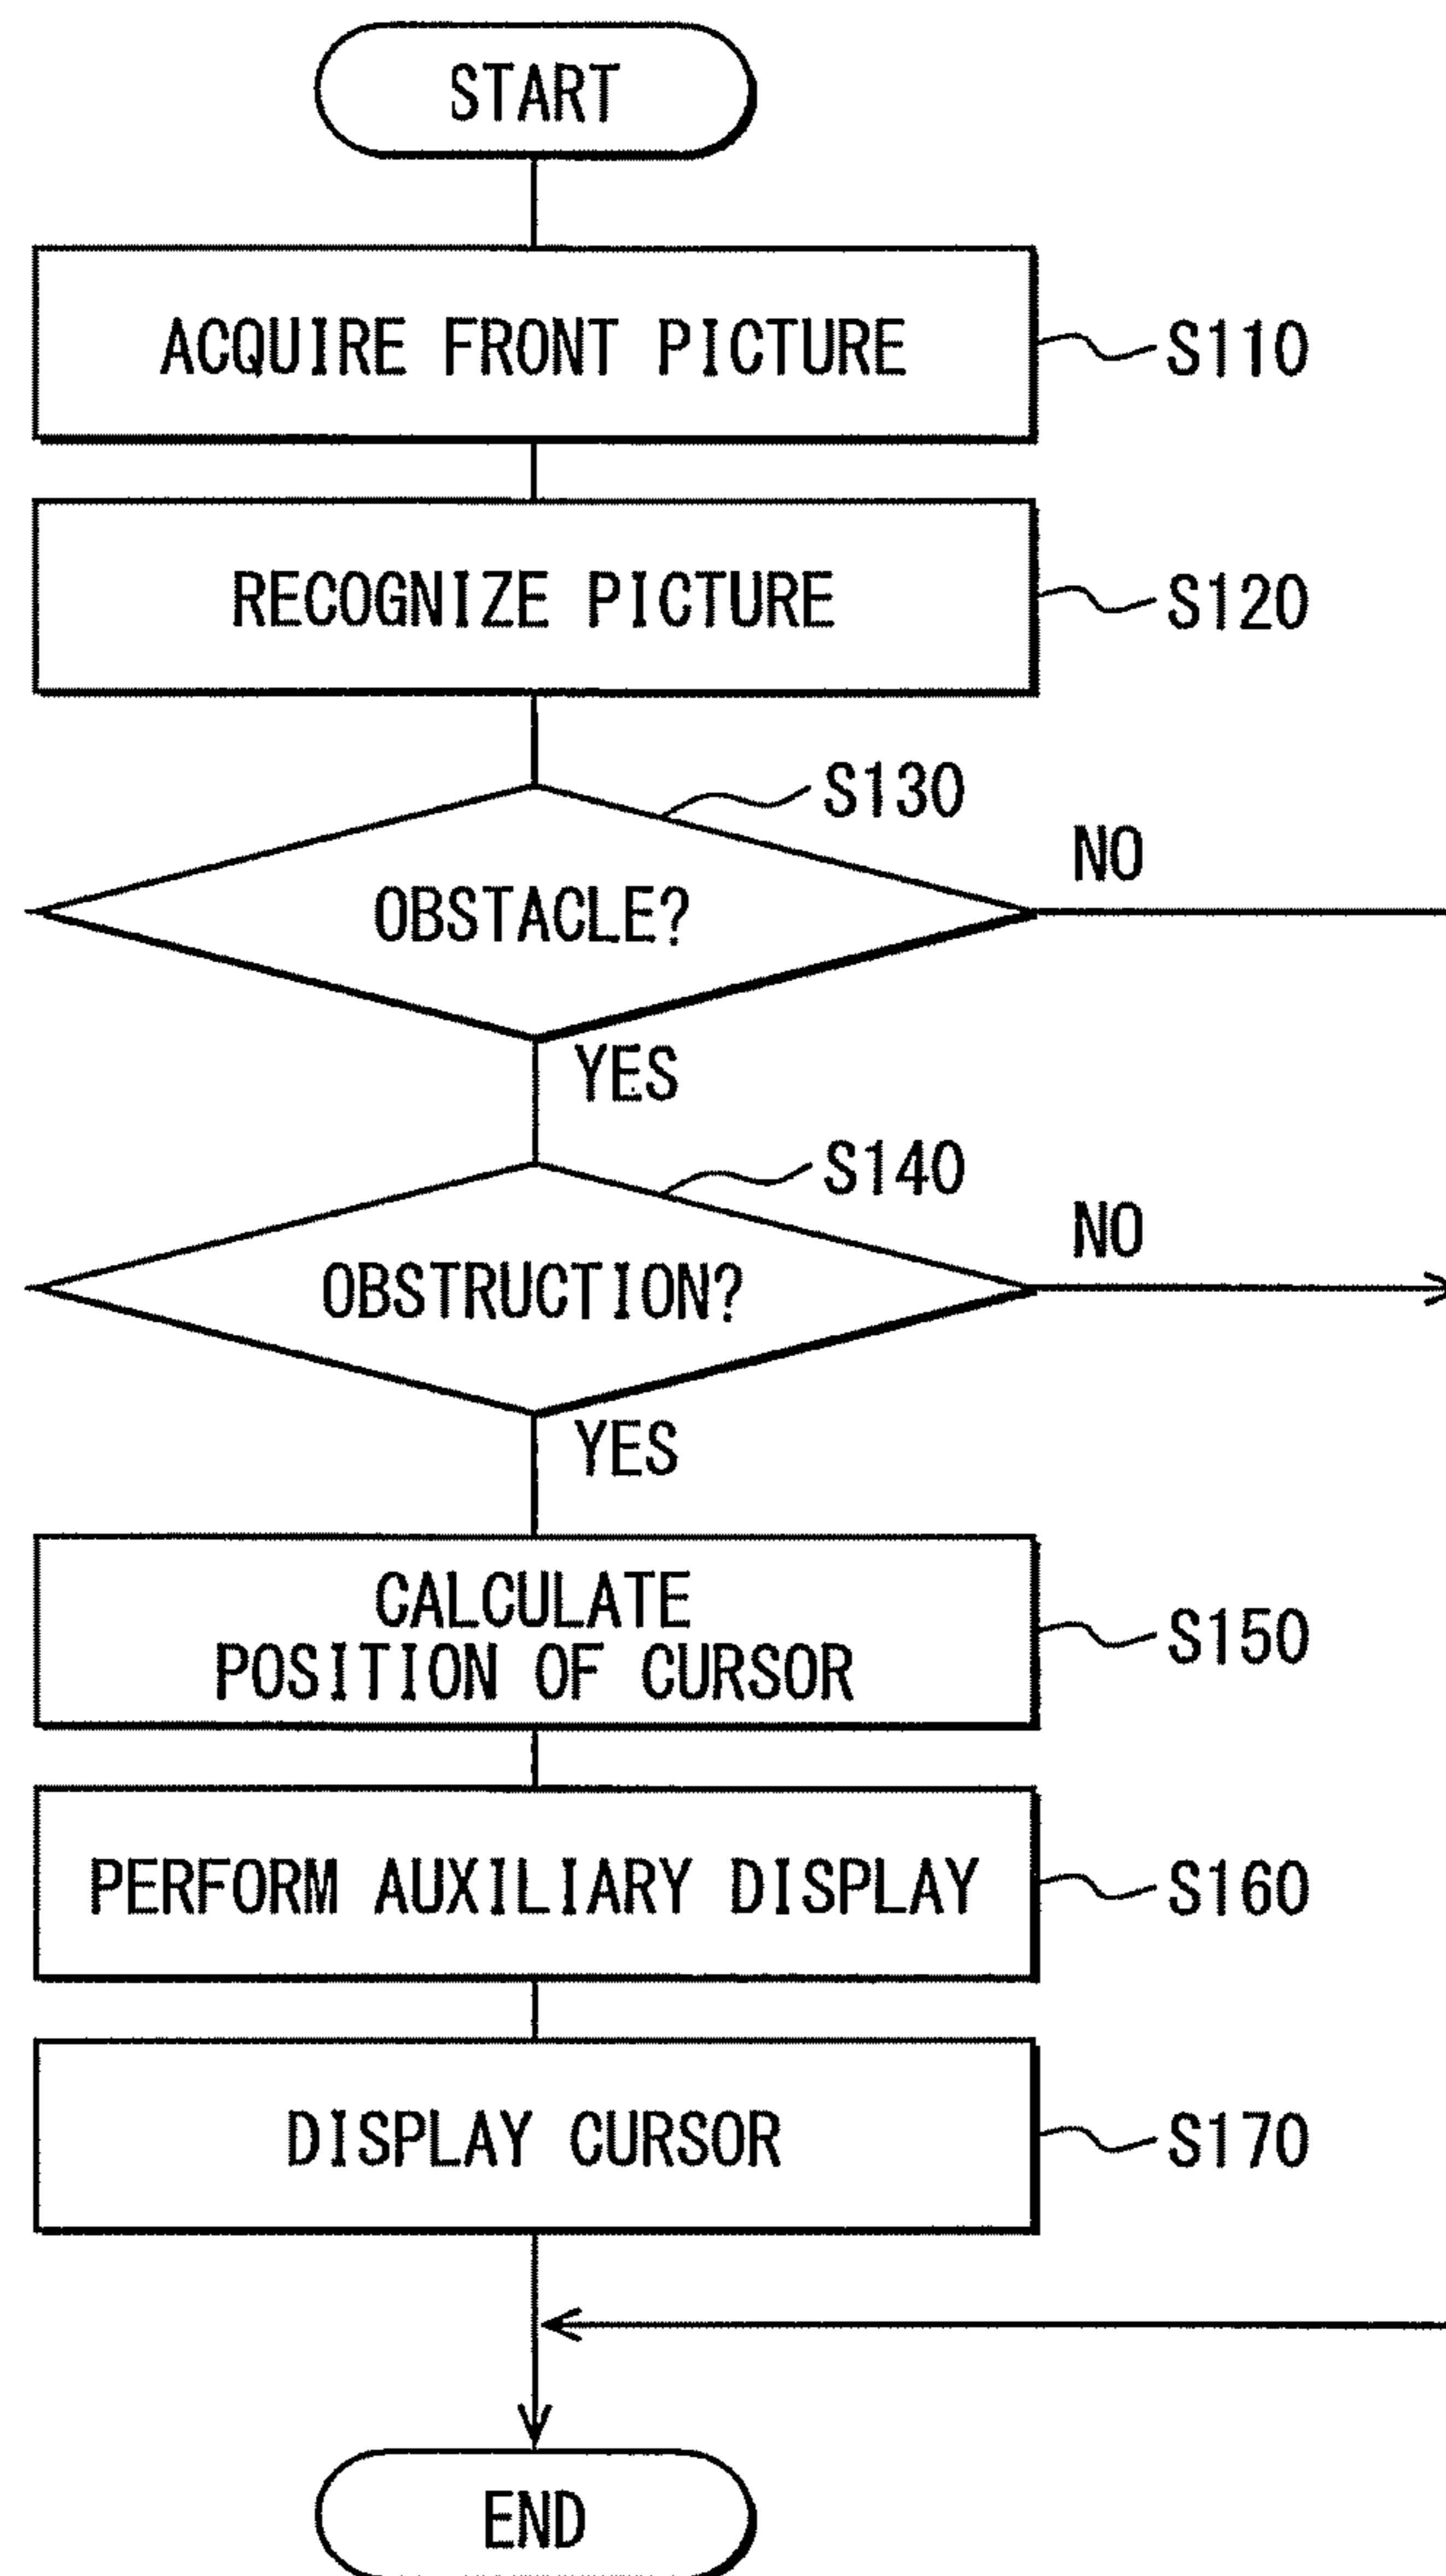 START
ACQUIRE FRONT PICTURE
S110
RECOGNIZE PICTURE
S120
S130
NO
OBSTACLE?
YES
S140
NO
OBSTRUCTION?
YES
CALCULATE
POSITION OF CURSOR
S150
PERFORM AUXILIARY DISPLAY
S160
DISPLAY CURSOR
S170
END